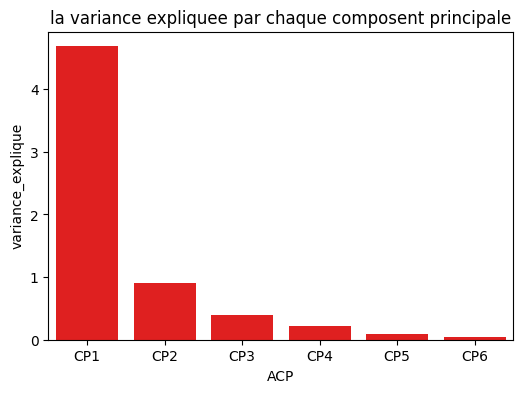 la variance expliquee par chaque composent principale
variance_explique
4
3
2
1
0
CP1 CP2 CP3 CP4 CP5 CP6
ACP